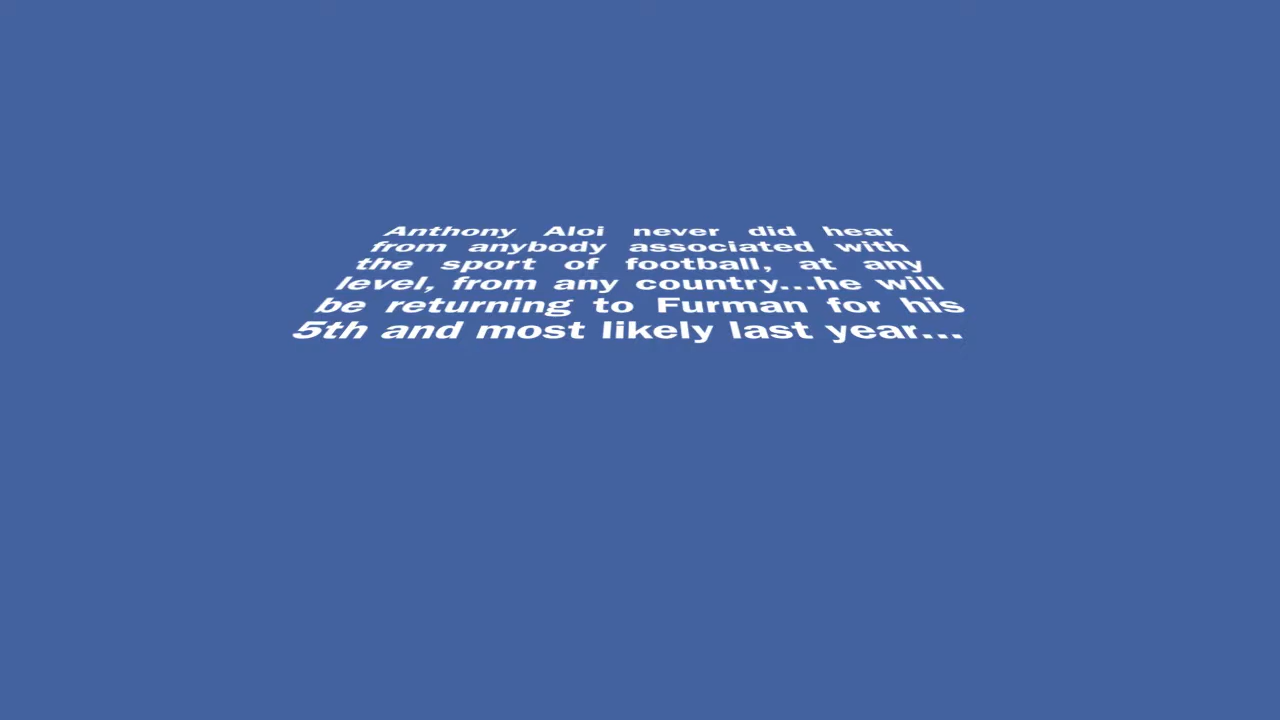 Anthony Aloi never did hear
from anybody associated with
the sport of football, at any
level, from any country...he will
be returning to Furman for his
5th and most likely last year...